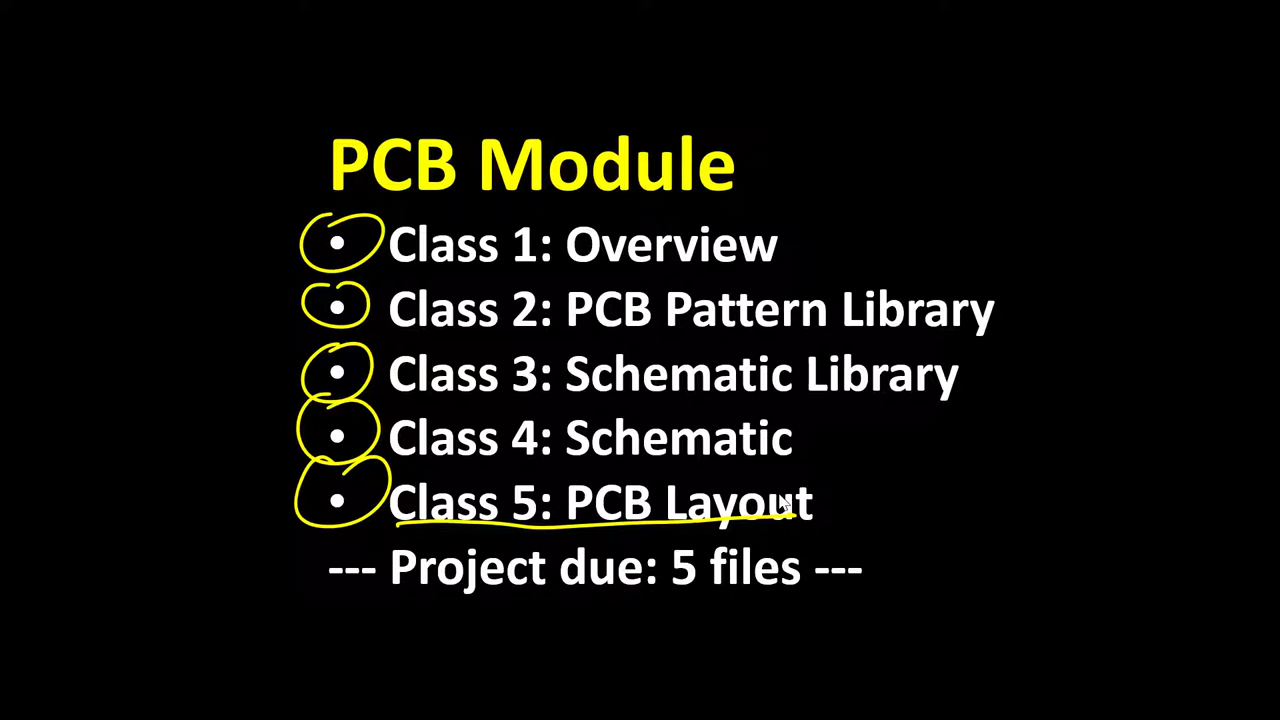 PCB Module
• Class 1: Overview
• Class 2: PCB Pattern Library
• Class 3: Schematic Library
• Class 4: Schematic
• Class 5: PCB Layout
--- Project due: 5 files ---